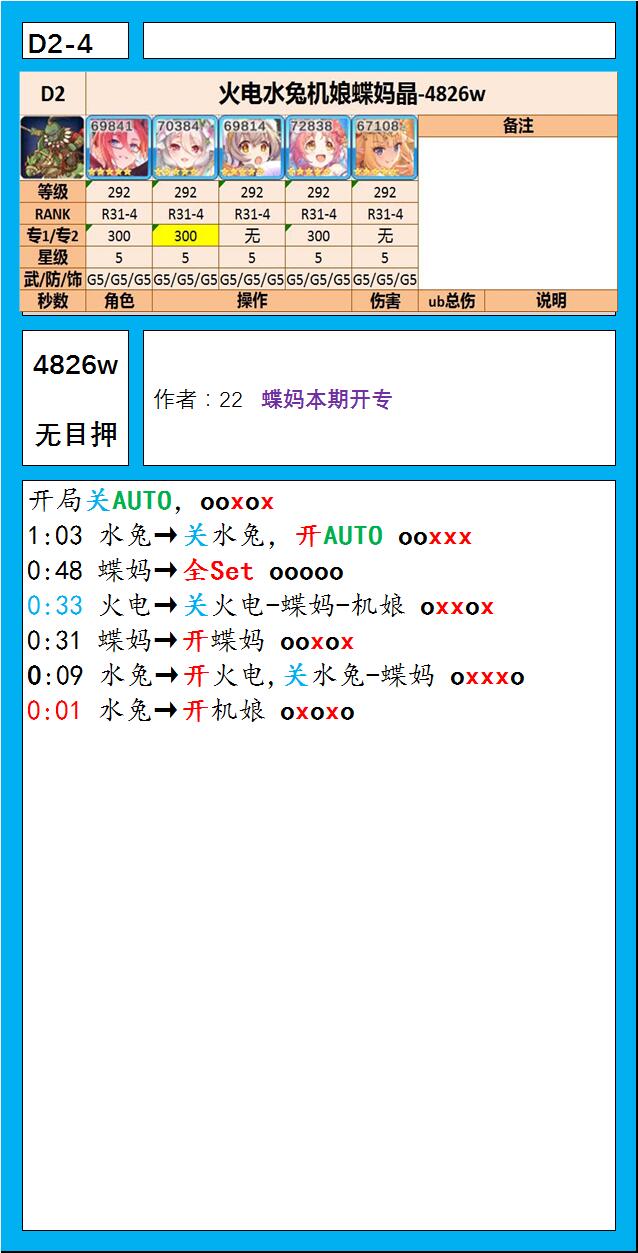 D2-4
D2 火电水兔机娘蝶妈晶-4826w
69841 70384 69814 72838 67108 备注
等级 292 292 292 292 292
RANK R31-4 R31-4 R31-4 R31-4 R31-4
专1/专2 300 300 无 300 无
星级 5 5 5 5 5
武/防/饰 G5/G5/G5 G5/G5/G5 G5/G5/G5 G5/G5/G5 G5/G5/G5
秒数 角色 操作 伤害 ub总伤 说明
4826w
无目押
作者：22 蝶妈本期开专
开局关AUTO, ooxox
1:03 水兔→关水兔, 开AUTO ooxxx
0:48 蝶妈→全Set ooooo
0:33 火电→关火电-蝶妈-机娘 oxxox
0:31 蝶妈→开蝶妈 ooxox
0:09 水兔→开火电,关水兔-蝶妈 oxxxo
0:01 水兔→开机娘 oxoxo